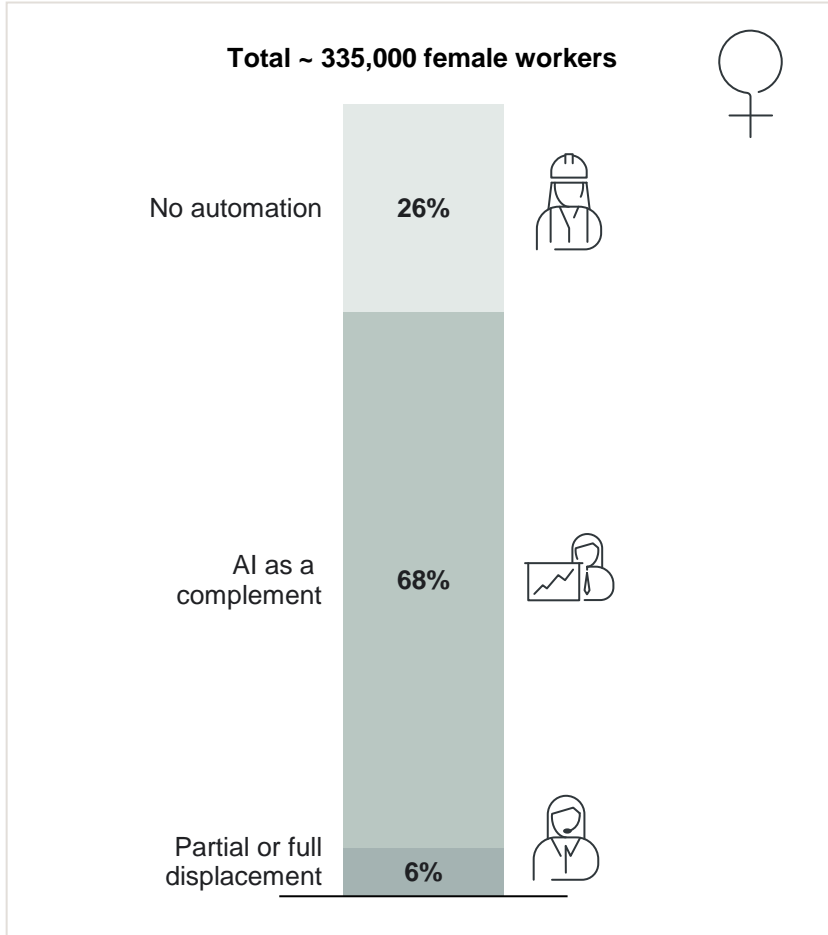 Total ~ 335,000 female workers
No automation
26%
AI as a
complement
68%
Partial or full
displacement
6%